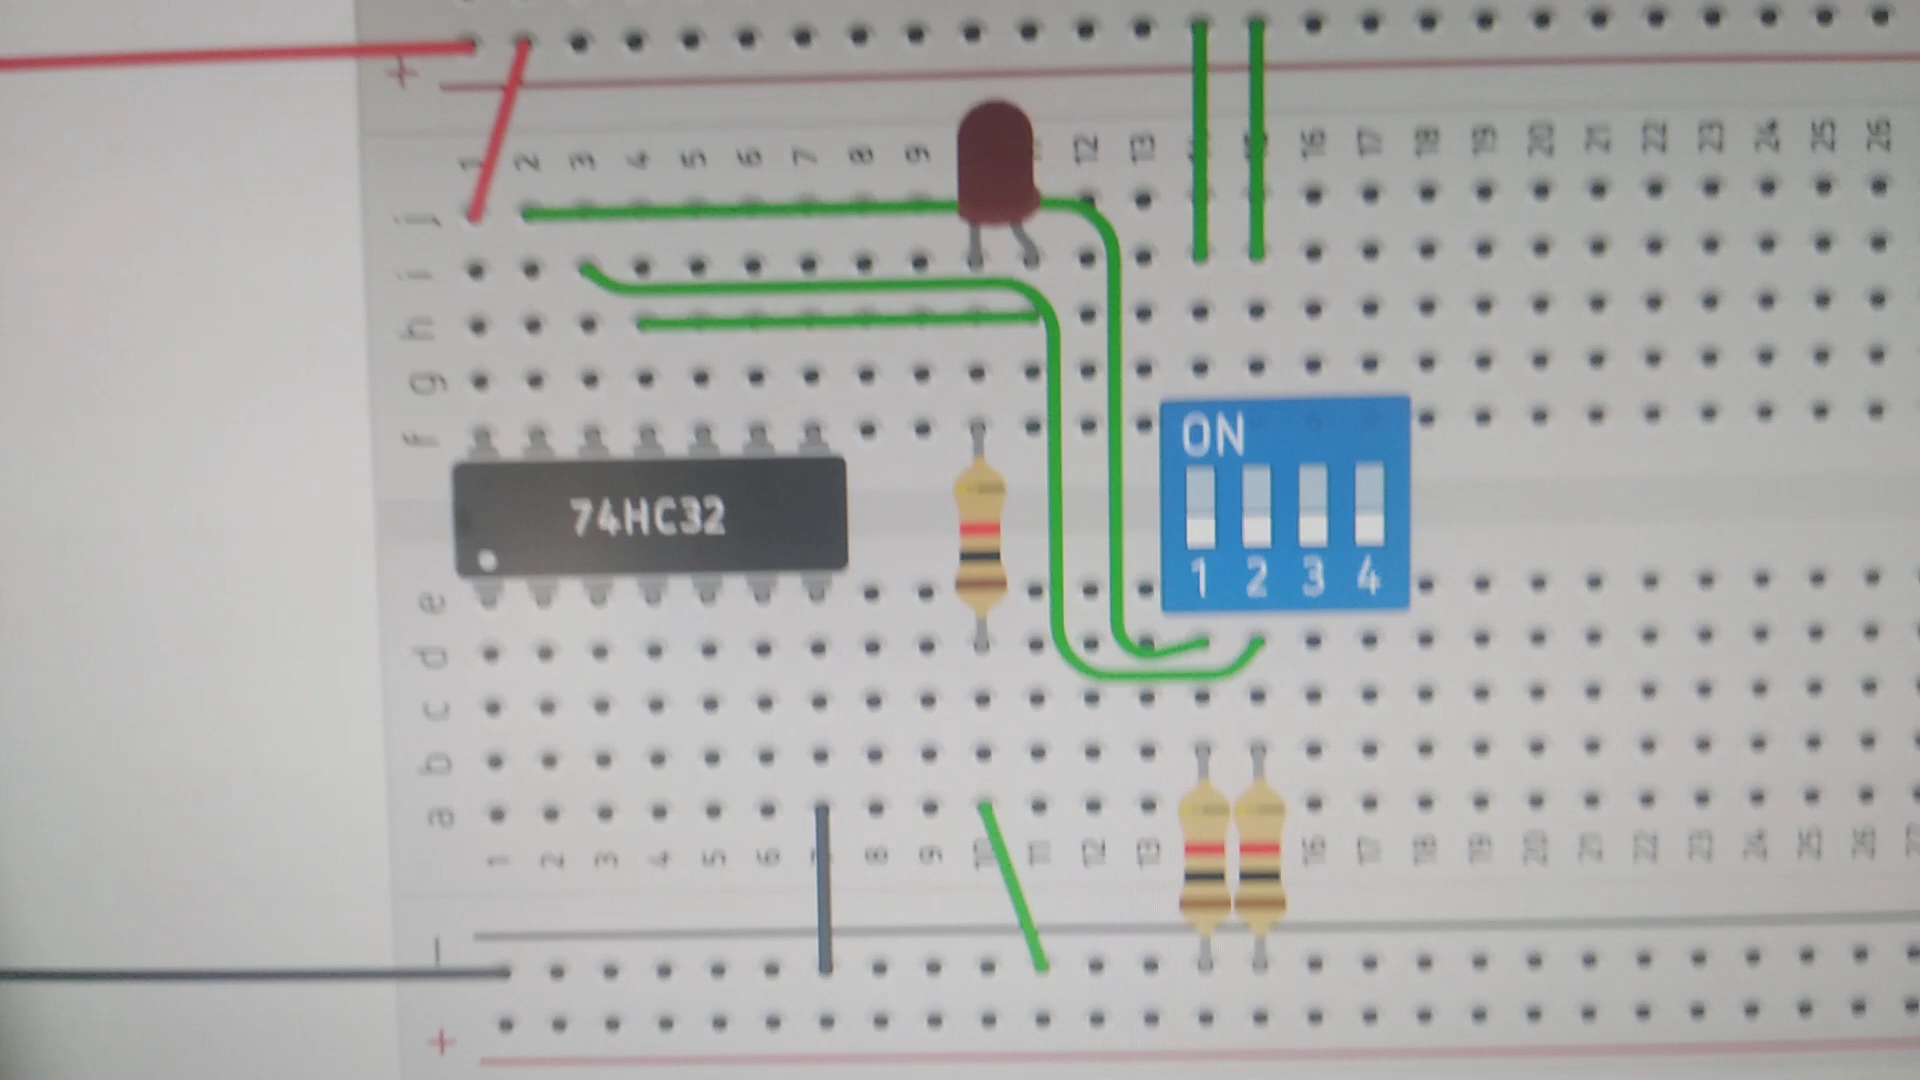 +
1 2 3 4 5 6 7 8 9 12 13 16 17 18 19 20 21 22 23 24 25 26
j
i
h
g
f
ON
74HC32
1 2 3 4
e
d
c
b
a
1 2 3 4 5 6 8 9 10 11 12 13 16 17 18 19 20 21 22 23 24 25 26 27
-
+